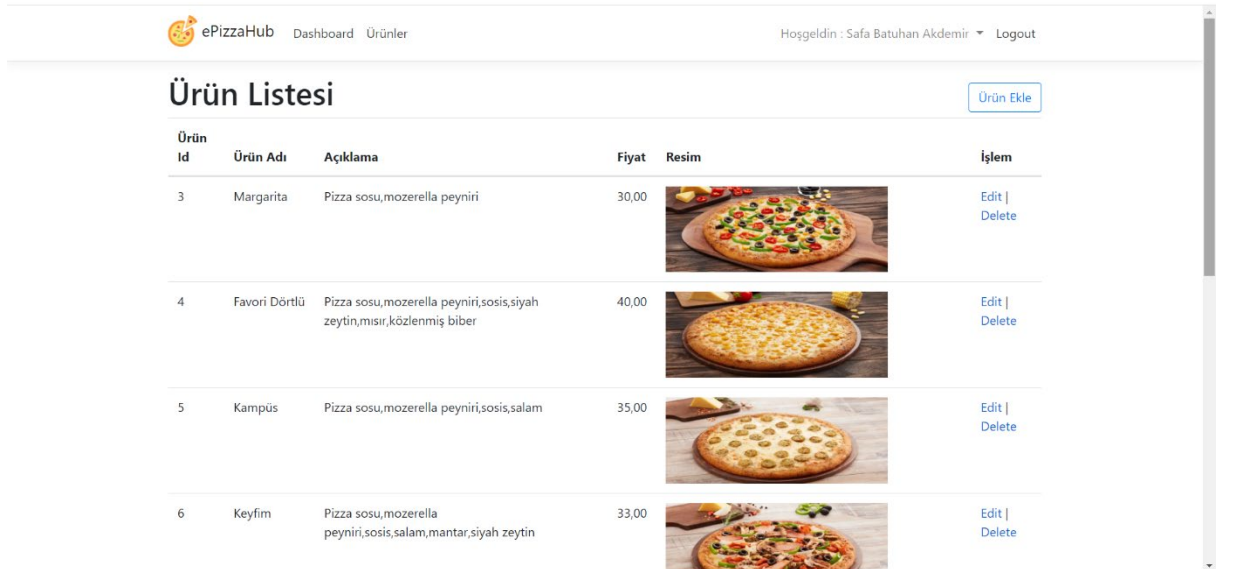 ePizzaHub Dashboard Ürünler Hoşgeldin : Safa Batuhan Akdemir Logout
Ürün Listesi
Ürün Ekle
Ürün Id Ürün Adı Açıklama Fiyat Resim İşlem
3 Margarita Pizza sosu,mozerella peyniri 30,00 Edit |
Delete
4 Favori Dörtlü Pizza sosu,mozerella peyniri,sosis,siyah 40,00 Edit |
zeytin,mısır,közlenmiş biber Delete
5 Kampüs Pizza sosu,mozerella peyniri,sosis,salam 35,00 Edit |
Delete
6 Keyfim Pizza sosu,mozerella 33,00 Edit |
peyniri,sosis,salam,mantar,siyah zeytin Delete